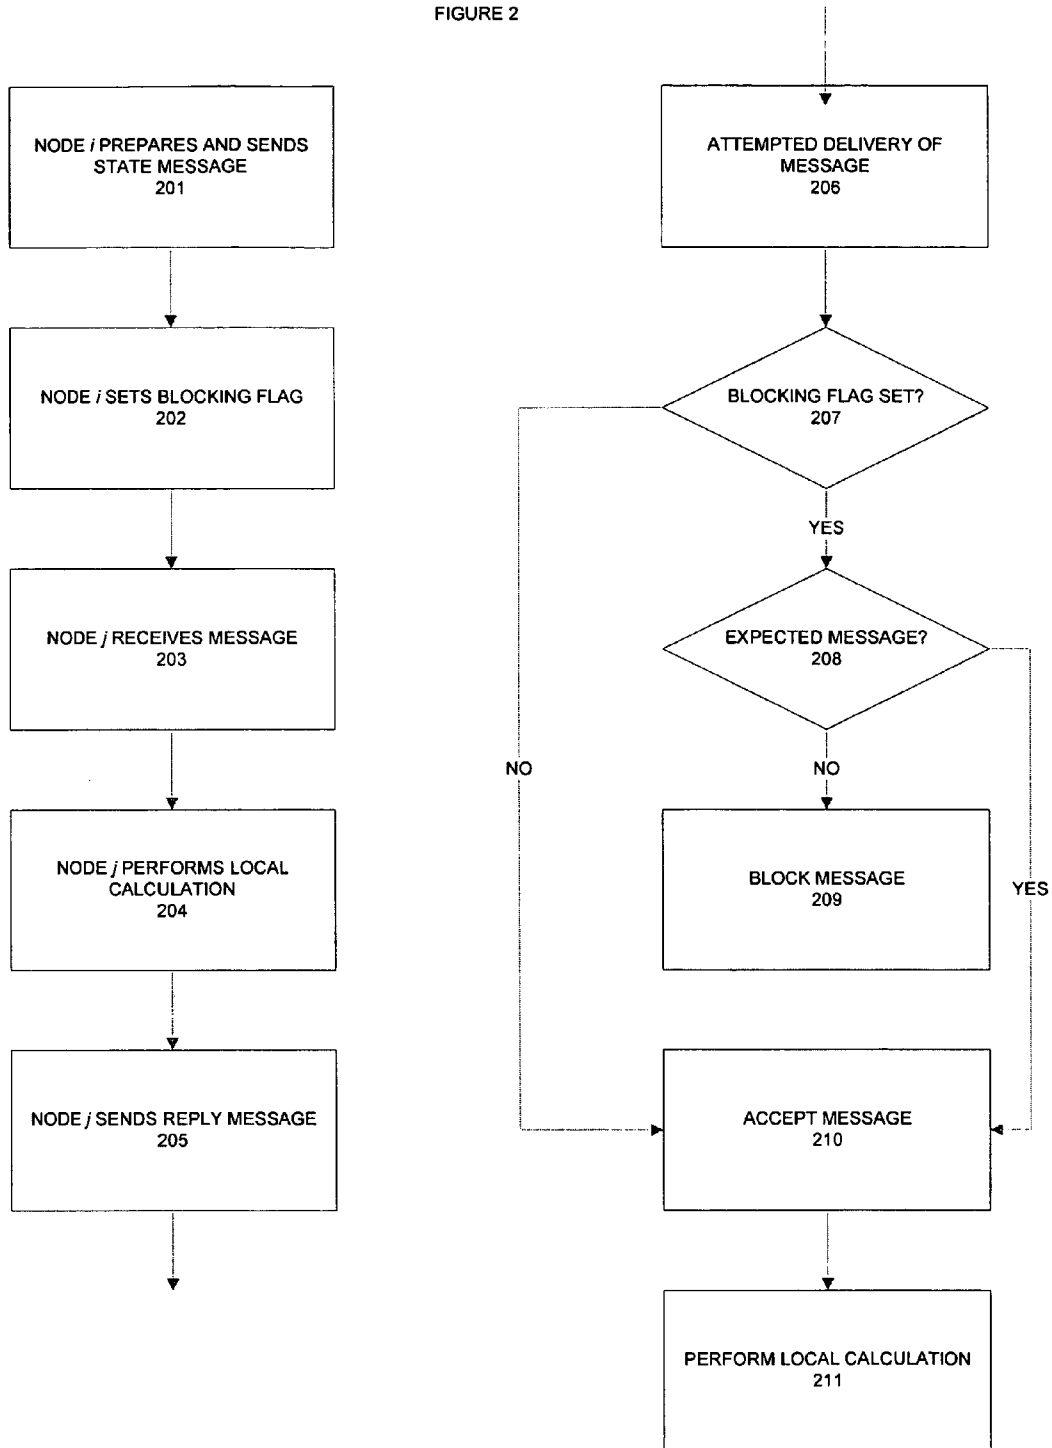 FIGURE 2
NODE i PREPARES AND SENDS
STATE MESSAGE
201
NODE i SETS BLOCKING FLAG
202
NODE j RECEIVES MESSAGE
203
NODE j PERFORMS LOCAL
CALCULATION
204
NODE j SENDS REPLY MESSAGE
205
ATTEMPTED DELIVERY OF
MESSAGE
206
BLOCKING FLAG SET?
207
YES
EXPECTED MESSAGE?
208
NO
NO
BLOCK MESSAGE
209
YES
ACCEPT MESSAGE
210
PERFORM LOCAL CALCULATION
211